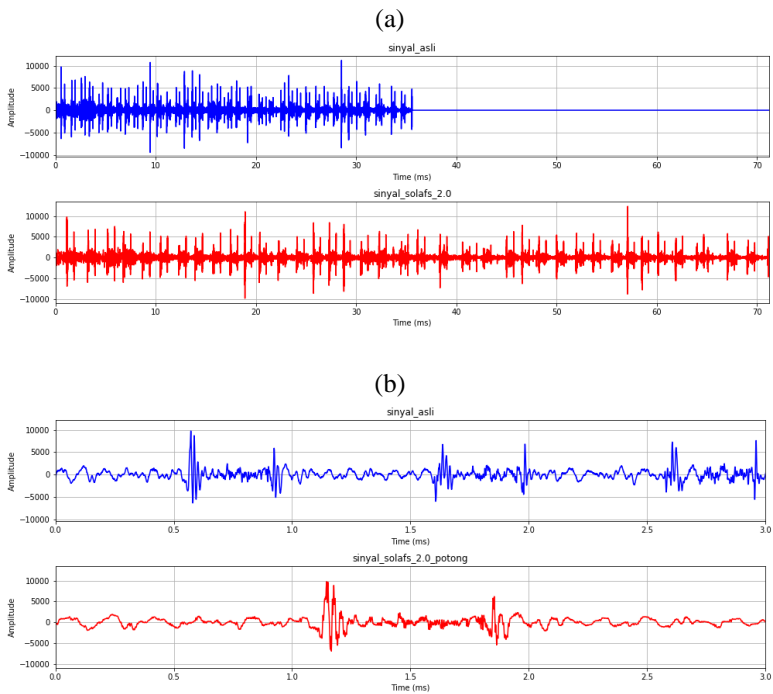 (a)
sinyal_asli
Amplitude
10000
5000
0
−5000
−10000
0 10 20 30 40 50 60 70
Time (ms)
sinyal_solafs_2.0
Amplitude
10000
5000
0
−5000
−10000
0 10 20 30 40 50 60 70
Time (ms)
(b)
sinyal_asli
Amplitude
10000
5000
0
−5000
−10000
0.0 0.5 1.0 1.5 2.0 2.5 3.0
Time (ms)
sinyal_solafs_2.0_potong
Amplitude
10000
5000
0
−5000
−10000
0.0 0.5 1.0 1.5 2.0 2.5 3.0
Time (ms)